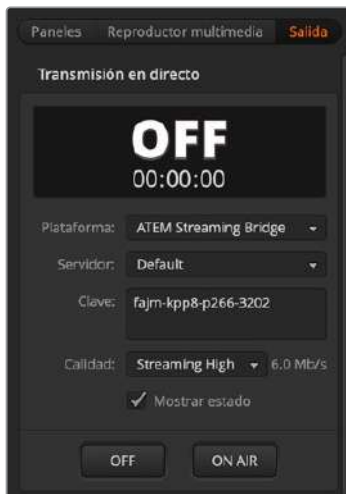 Paneles Reproductor multimedia Salida
Transmisión en directo
OFF
00:00:00
Plataforma: ATEM Streaming Bridge
Servidor: Default
Clave: fajm-kpp8-p266-3202
Calidad: Streaming High 6.0 Mb/s
Mostrar estado
OFF ON AIR